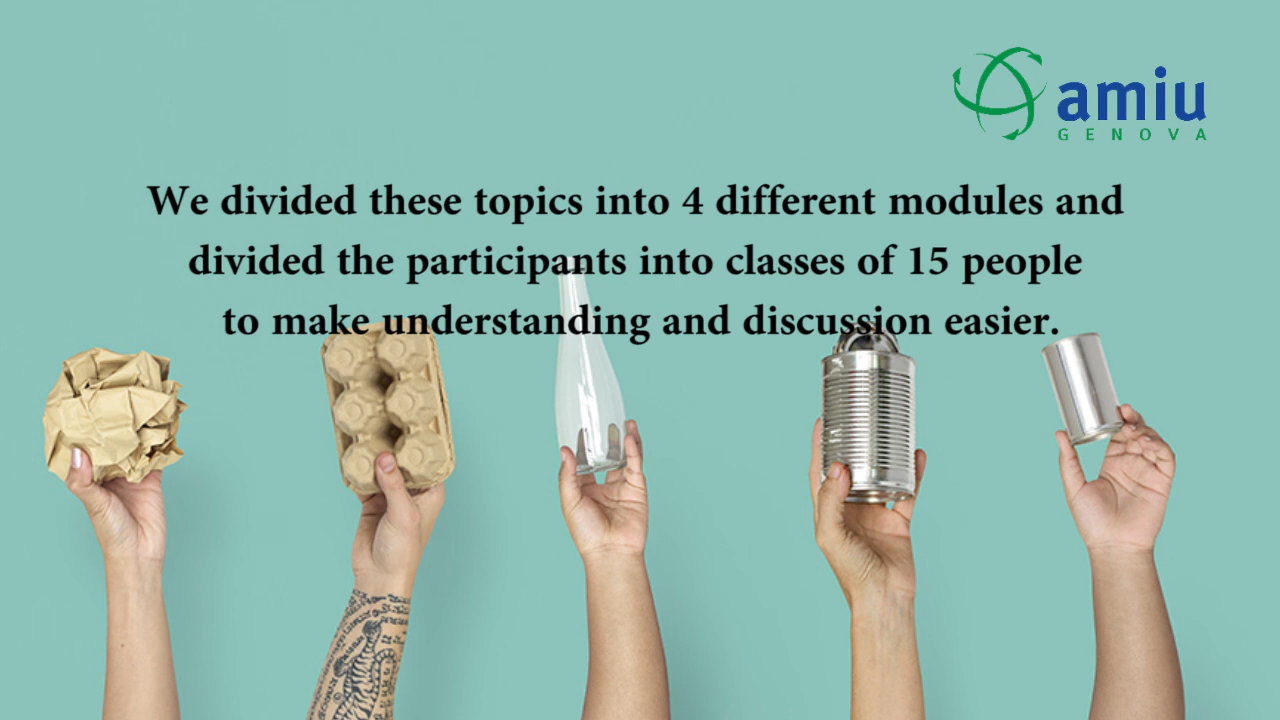 amiu
GENOVA
We divided these topics into 4 different modules and
divided the participants into classes of 15 people
to make understanding and discussion easier.